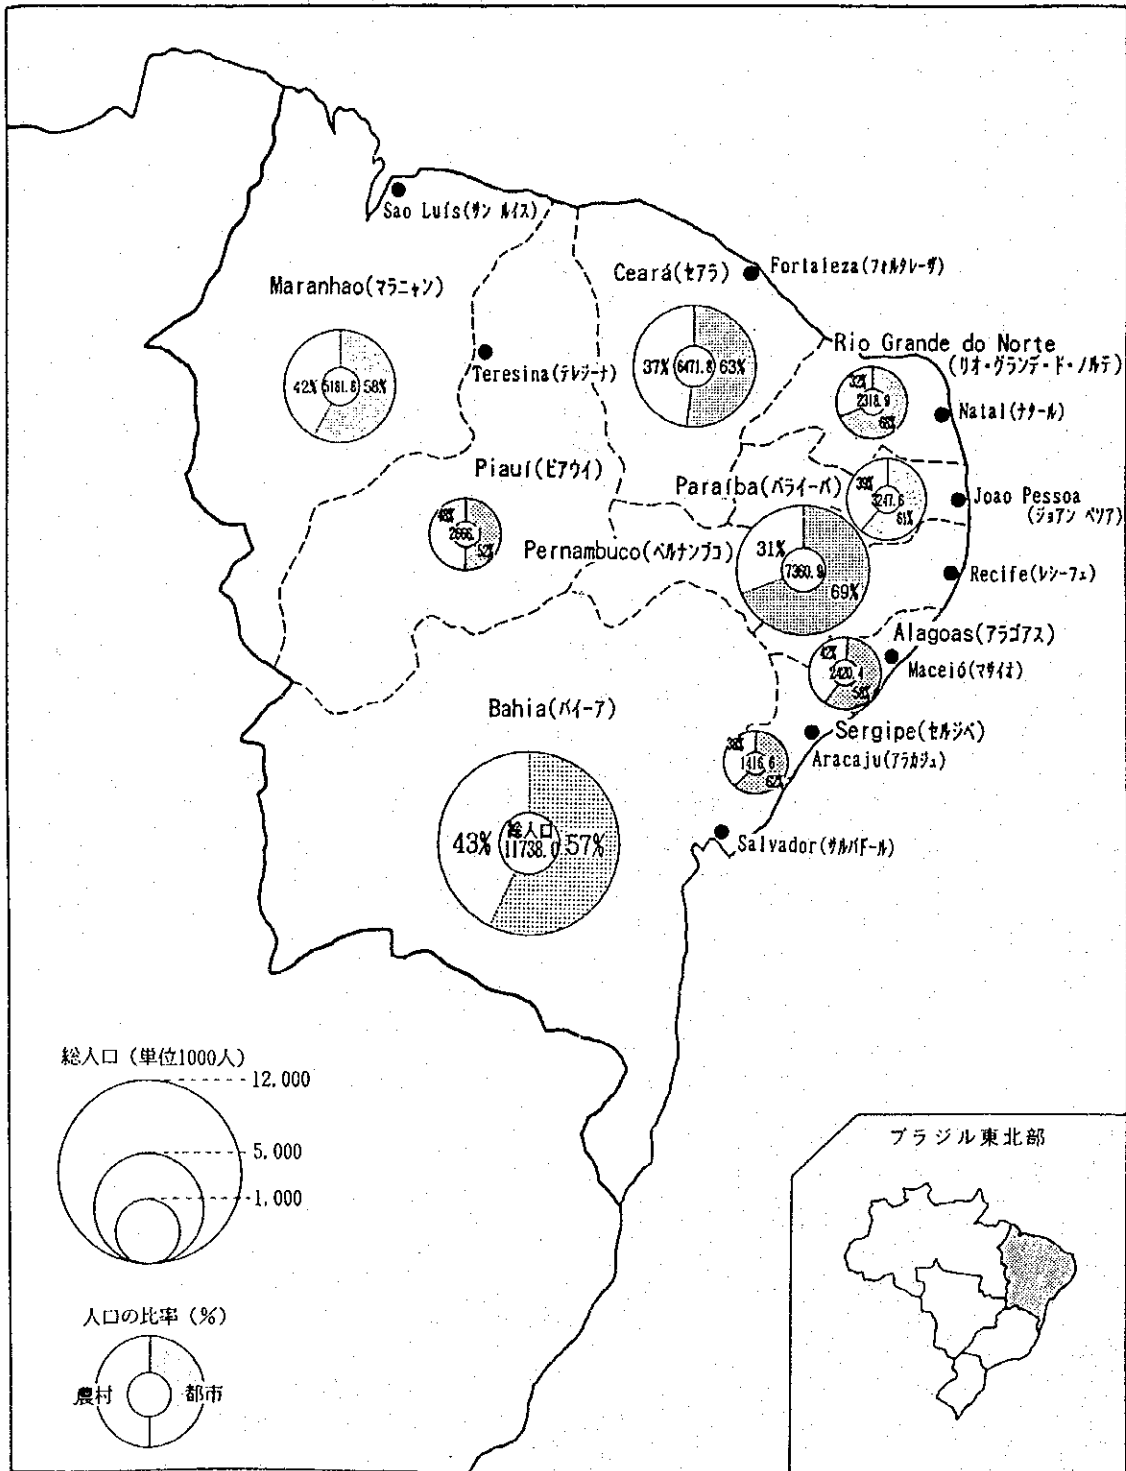 Sao Luís(サン ルイス)
Maranhao(マラニャン)
42% 5181.8 58%
Teresina(テレジーナ)
Ceará(セアラ)
37% 6471.8 63%
Fortaleza(フォルタレーザ)
Rio Grande do Norte
(リオ・グランデ・ド・ノルテ)
32%
2318.9
68%
Natal(ナタール)
Piauí(ピアウイ)
48%
2666.
52%
Paraíba(パライーバ)
39%
3247.6
61%
Joao Pessoa
(ジョアン ペソア)
Pernambuco(ペルナンブコ)
31%
7360.9
69%
Recife(レシーフェ)
Alagoas(アラゴアス)
42%
2420.4
58%
Maceió(マサイオ)
Bahia(バイーア)
Sergipe(セルジペ)
38%
1416.6
62%
Aracaju(アラカジュ)
総人口
43% 11738.0 57%
Salvador(サルバドール)
総人口 (単位1000人)
12,000
5,000
1,000
人口の比率 (%)
農村 都市
ブラジル東北部